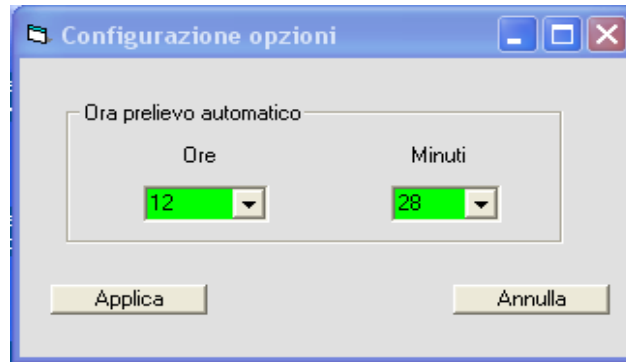 Configurazione opzioni
Ora prelievo automatico
Ore Minuti
12 28
Applica Annulla